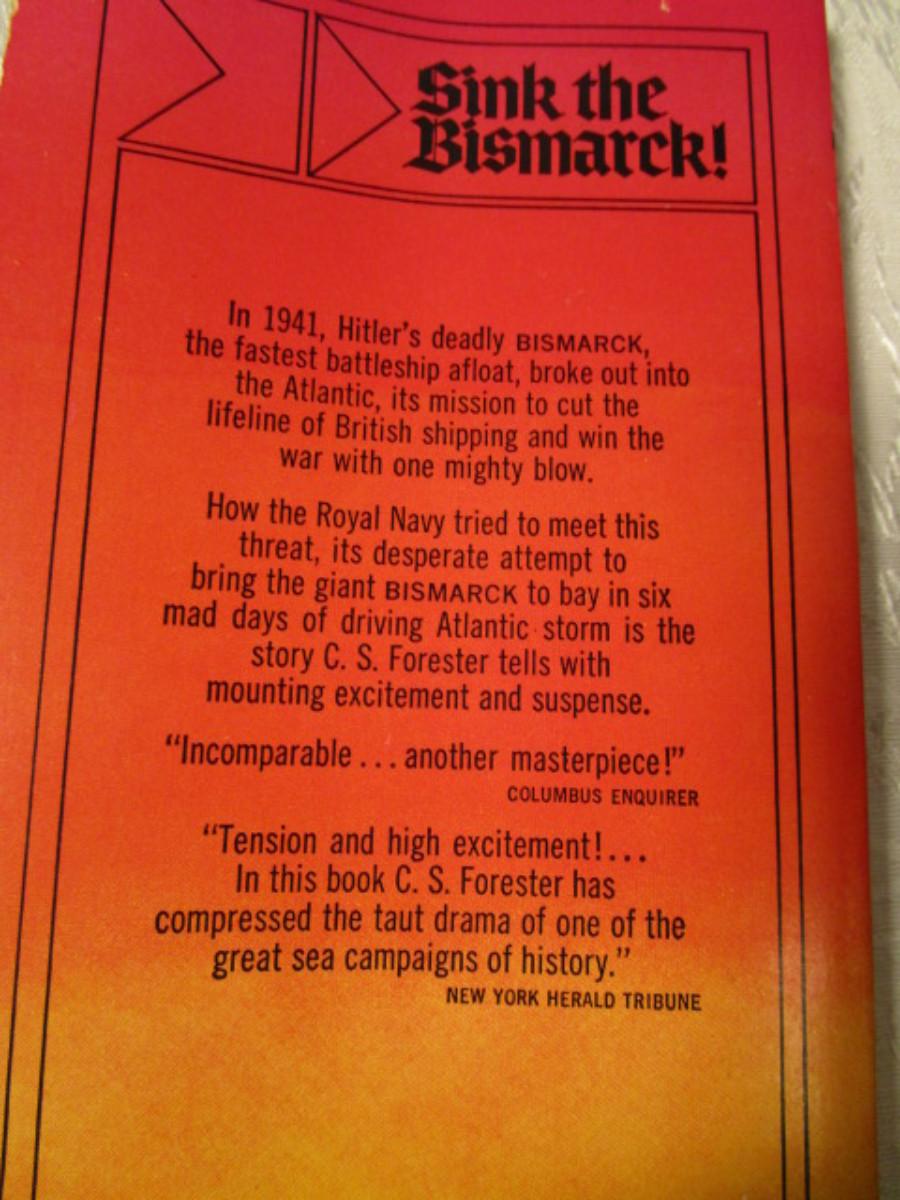 Sink the
Bismarck!
In 1941, Hitler's deadly BISMARCK,
the fastest battleship afloat, broke out into
the Atlantic, its mission to cut the
lifeline of British shipping and win the
war with one mighty blow.
How the Royal Navy tried to meet this
threat, its desperate attempt to
bring the giant BISMARCK to bay in six
mad days of driving Atlantic storm is the
story C. S. Forester tells with
mounting excitement and suspense.
“Incomparable . . . another masterpiece!”
COLUMBUS ENQUIRER
“Tension and high excitement! . . .
In this book C. S. Forester has
compressed the taut drama of one of the
great sea campaigns of history.”
NEW YORK HERALD TRIBUNE